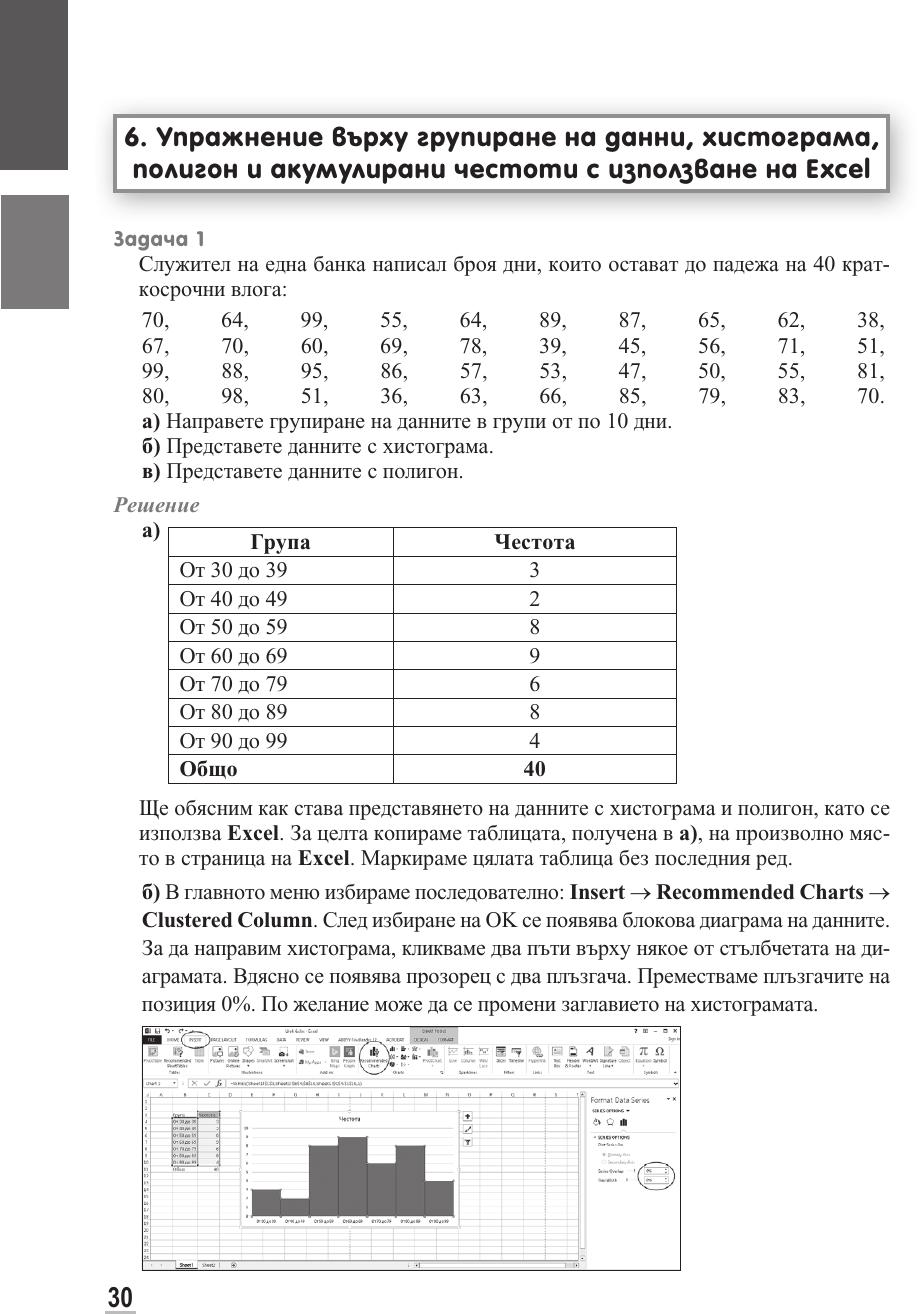 6. Упражнение върху групиране на данни, хистограма,
полигон и акумулирани честоти с използване на Excel
Задача 1
Служител на една банка написал броя дни, които остават до падежа на 40 крат-
косрочни влога:
70, 64, 99, 55, 64, 89, 87, 65, 62, 38,
67, 70, 60, 69, 78, 39, 45, 56, 71, 51,
99, 88, 95, 86, 57, 53, 47, 50, 55, 81,
80, 98, 51, 36, 63, 66, 85, 79, 83, 70.
а) Направете групиране на данните в групи от по 10 дни.
б) Представете данните с хистограма.
в) Представете данните с полигон.
Решение
а)
Група Честота
От 30 до 39 3
От 40 до 49 2
От 50 до 59 8
От 60 до 69 9
От 70 до 79 6
От 80 до 89 8
От 90 до 99 4
Общо 40
Ще обясним как става представянето на данните с хистограма и полигон, като се
използва Excel. За целта копираме таблицата, получена в а), на произволно мяс-
то в страница на Excel. Маркираме цялата таблица без последния ред.
б) В главното меню избираме последователно: Insert → Recommended Charts →
Clustered Column. След избиране на OK се появява блокова диаграма на данните.
За да направим хистограма, кликваме два пъти върху някое от стълбчетата на ди-
аграмата. Вдясно се появява прозорец с два плъзгача. Преместваме плъзгачите на
позиция 0%. По желание може да се промени заглавието на хистограмата.
CHART TOOLS
FILE HOME INSERT PAGE LAYOUT FORMULAS DATA REVIEW VIEW ACROBAT DESIGN FORMAT
Format Data Series
SERIES OPTIONS
Честота
SERIES OPTIONS
Sheet1 Sheet2
30